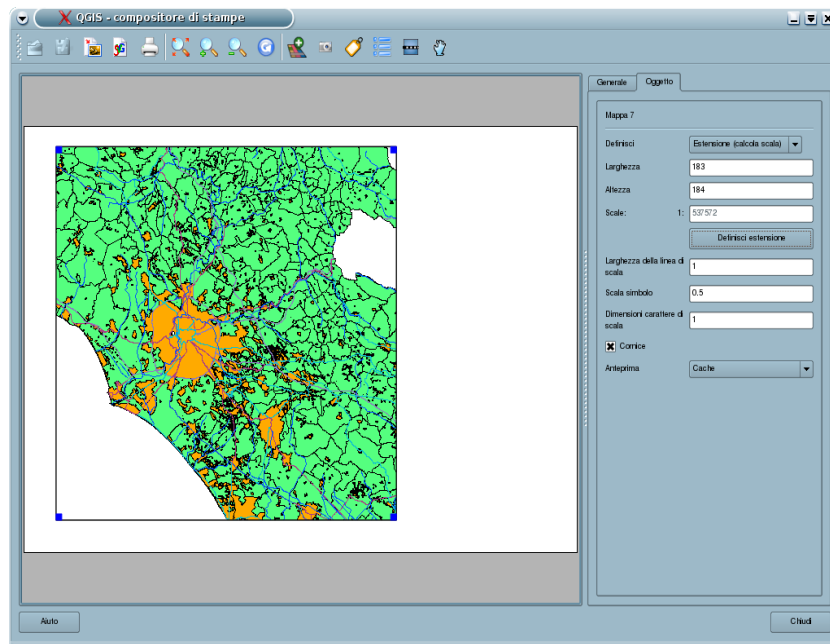 QGIS - compositore di stampe
Generale Oggetto
Mappa 7
Definisci Estensione (calcola scala)
Larghezza 183
Altezza 184
Scale: 1: 537572
Definisci estensione
Larghezza della linea di
scala 1
Scala simbolo 0.5
Dimensioni carattere di
scala 1
Cornice
Anteprima Cache
Aiuto Chiudi